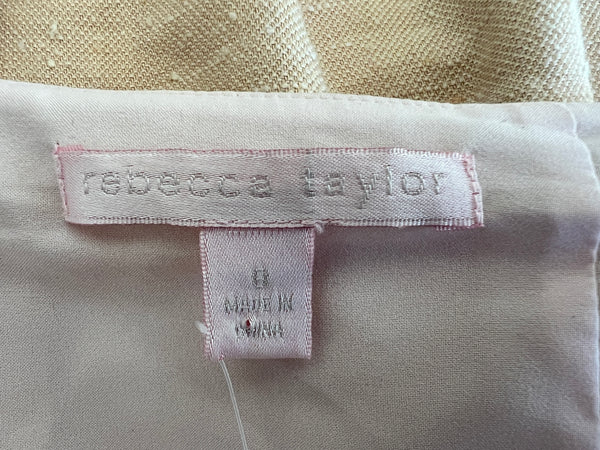 rebecca taylor
8
MADE IN
CHINA